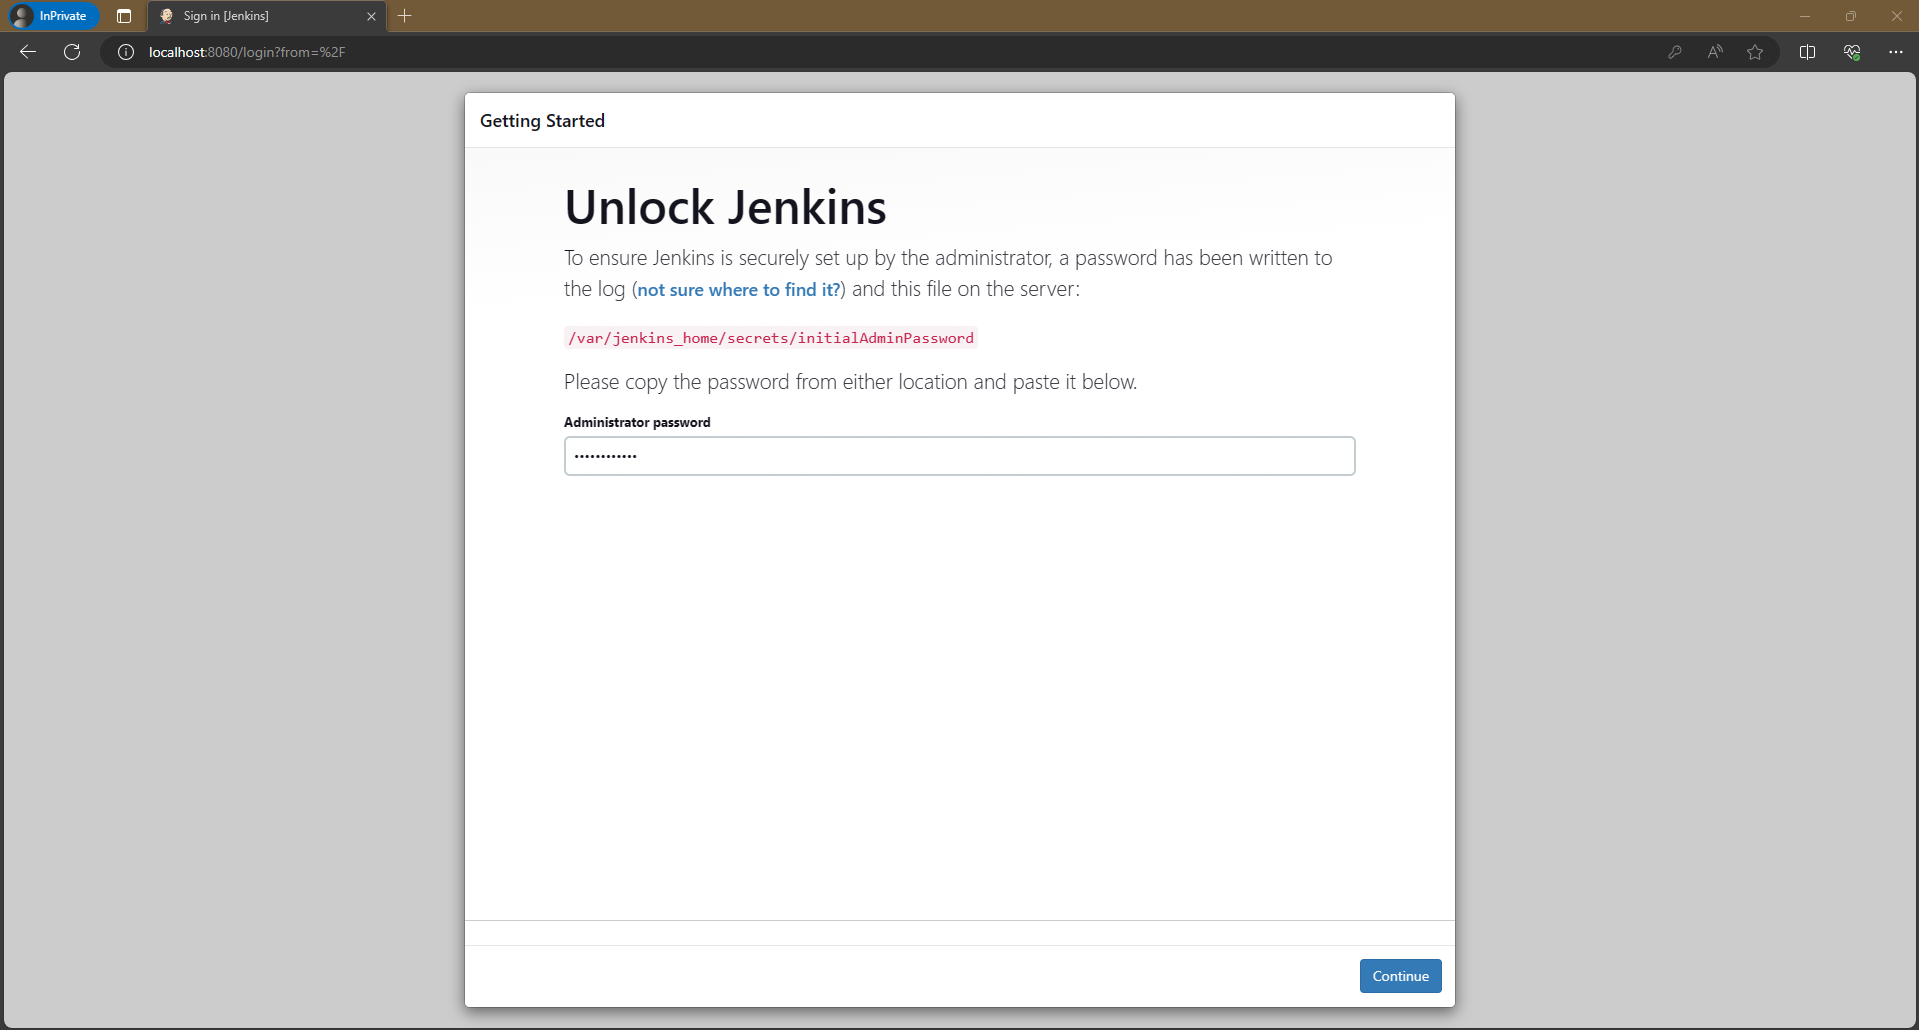 InPrivate
Sign in [Jenkins]
localhost:8080/login?from=%2F
Getting Started
Unlock Jenkins
To ensure Jenkins is securely set up by the administrator, a password has been written to
the log (not sure where to find it?) and this file on the server:
/var/jenkins_home/secrets/initialAdminPassword
Please copy the password from either location and paste it below.
Administrator password
••••••••••••
Continue